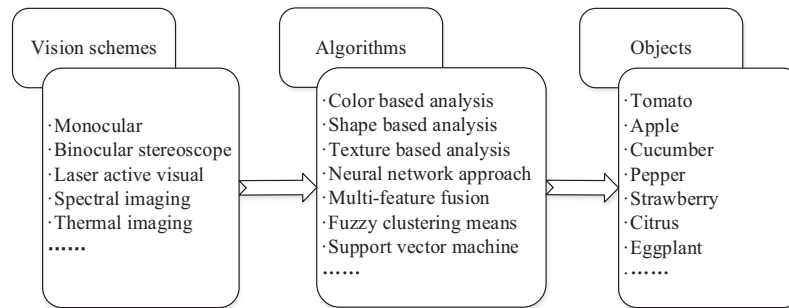 Vision schemes
·Monocular
·Binocular stereoscope
·Laser active visual
·Spectral imaging
·Thermal imaging
······
Algorithms
·Color based analysis
·Shape based analysis
·Texture based analysis
·Neural network approach
·Multi-feature fusion
·Fuzzy clustering means
·Support vector machine
······
Objects
·Tomato
·Apple
·Cucumber
·Pepper
·Strawberry
·Citrus
·Eggplant
·······